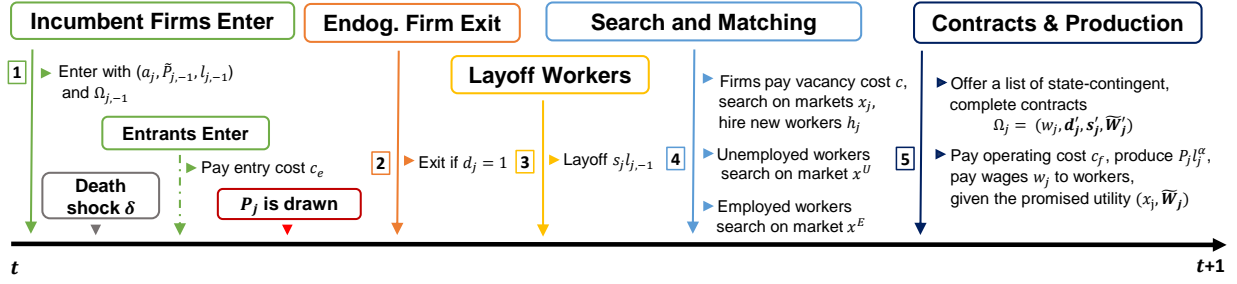 Incumbent Firms Enter
1
Enter with (a_j, P̃_{j,-1}, l_{j,-1})
and Ω_{j,-1}
Entrants Enter
Pay entry cost c_e
Death
shock δ
P_j is drawn
Endog. Firm Exit
2
Exit if d_j = 1
Layoff Workers
3
Layoff s_j l_{j,-1}
Search and Matching
4
Firms pay vacancy cost c,
search on markets x_j,
hire new workers h_j
Unemployed workers
search on market x^U
Employed workers
search on market x^E
Contracts & Production
5
Offer a list of state-contingent,
complete contracts
Ω_j = (w_j, d′_j, s′_j, W̃′_j)
Pay operating cost c_f, produce P_j l_j^α,
pay wages w_j to workers,
given the promised utility (x_j, W̃_j)
t
t+1